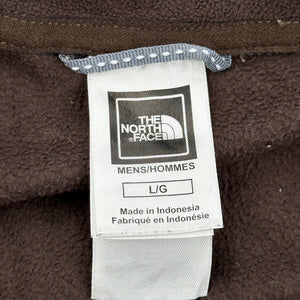 THE
NORTH
FACE
MENS/HOMMES
L/G
Made in Indonesia
Fabriqué en Indonésie